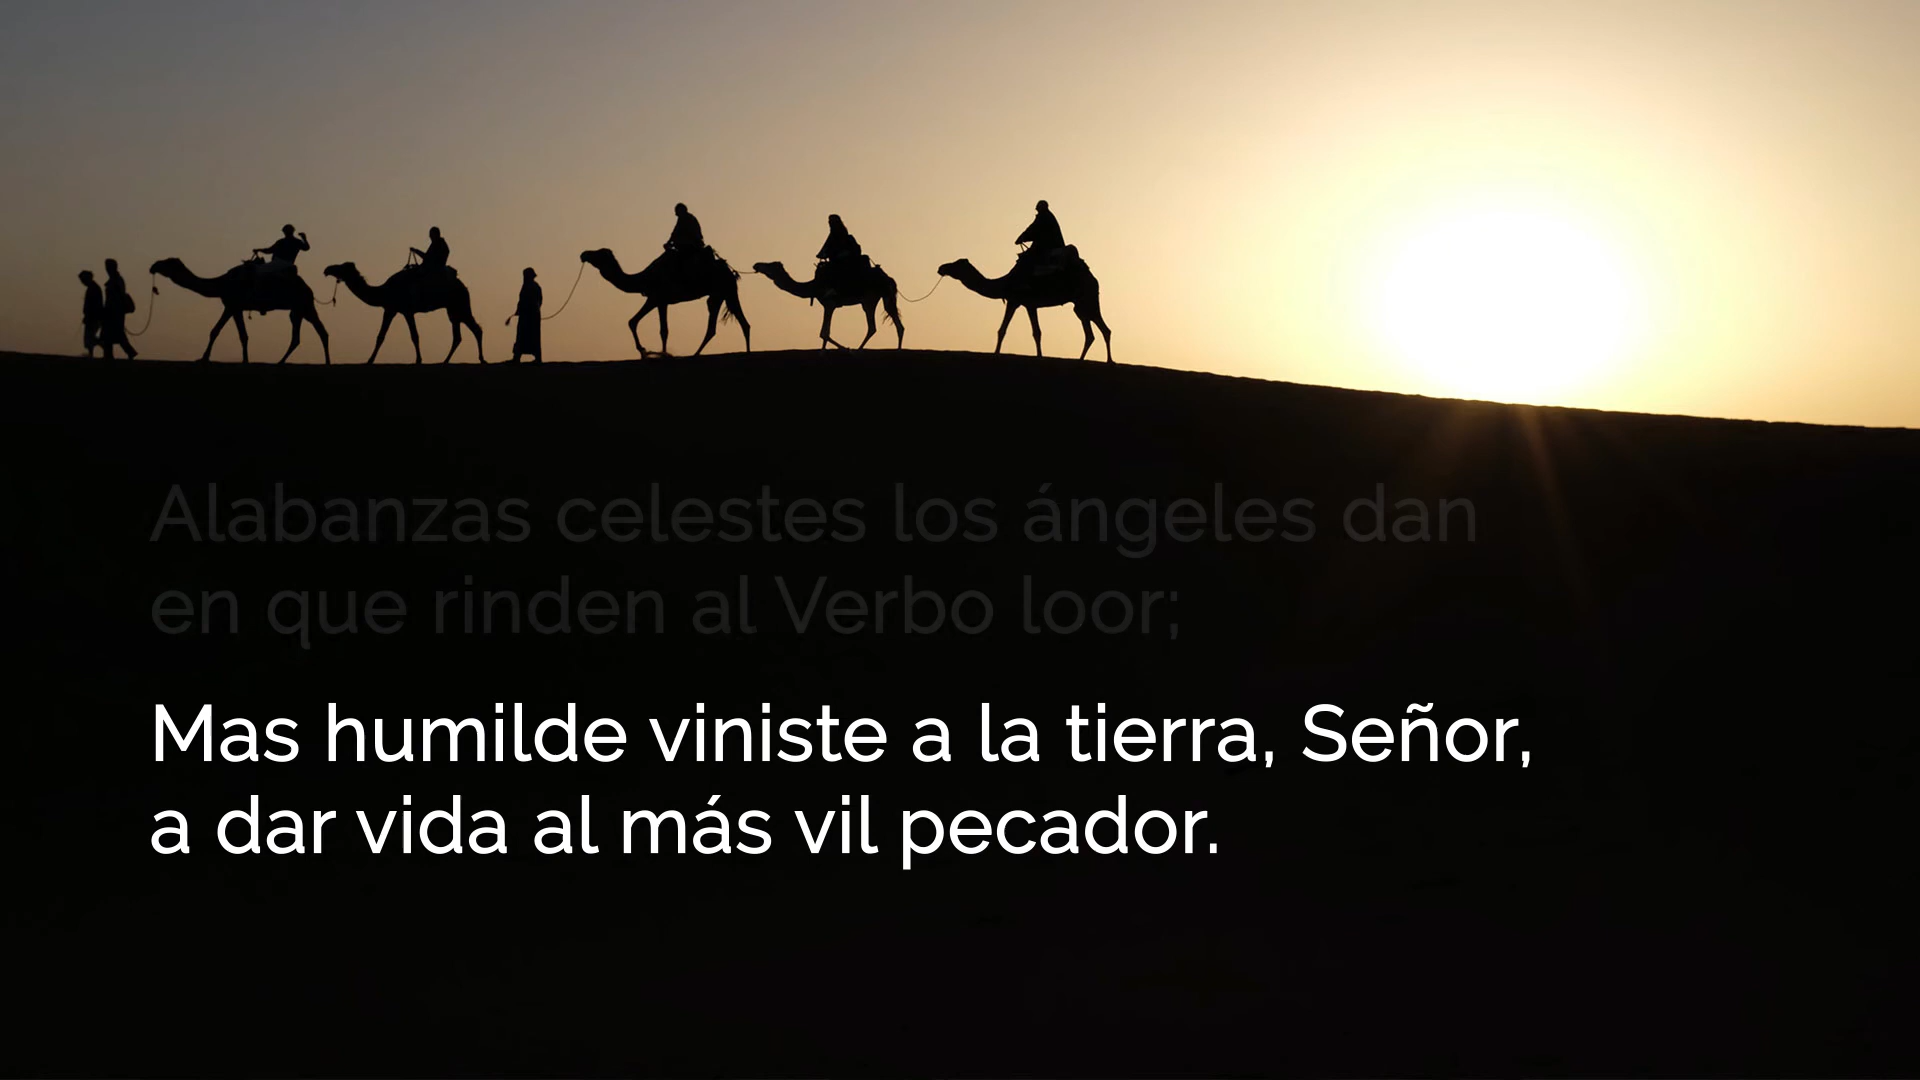 Alabanzas celestes los ángeles dan
en que rinden al Verbo loor;
Mas humilde viniste a la tierra, Señor,
a dar vida al más vil pecador.